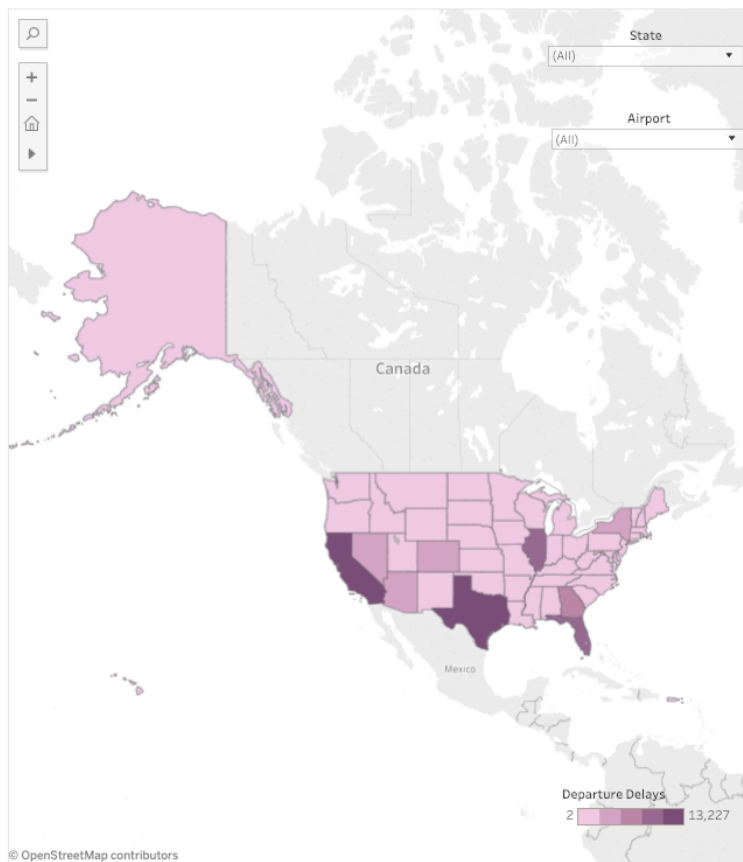 State
(All)
Airport
(All)
Canada
Mexico
Departure Delays
2 13,227
© OpenStreetMap contributors